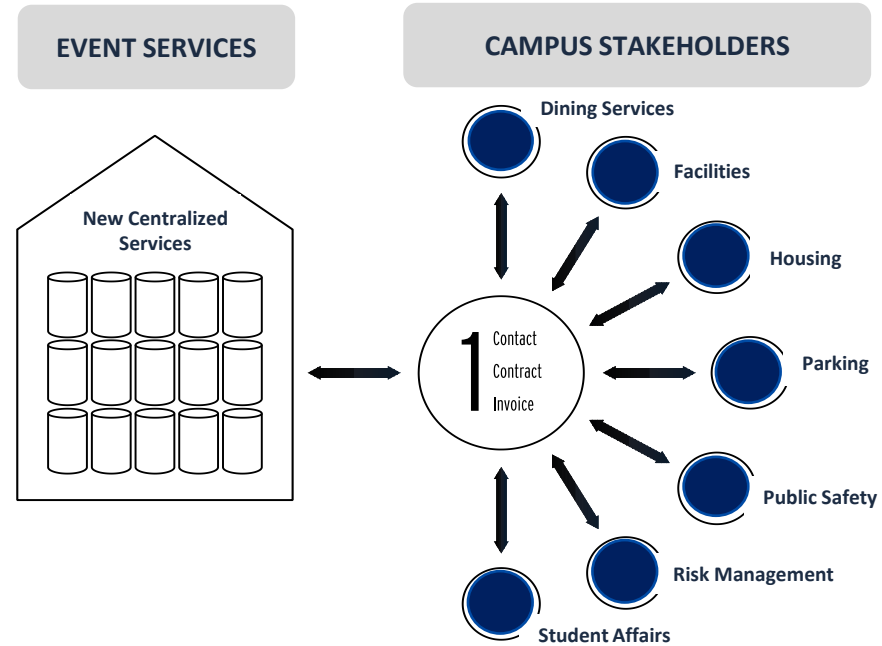 EVENT SERVICES
CAMPUS STAKEHOLDERS
New Centralized
Services
1
Contact
Contract
Invoice
Dining Services
Facilities
Housing
Parking
Public Safety
Risk Management
Student Affairs